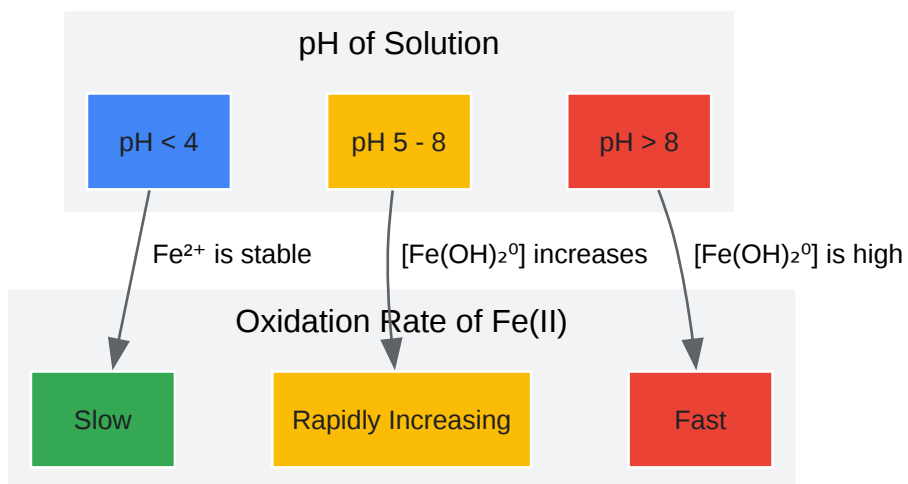 pH of Solution
pH < 4
pH 5 - 8
pH > 8
Fe²⁺ is stable
[Fe(OH)₂⁰] increases
[Fe(OH)₂⁰] is high
Oxidation Rate of Fe(II)
Slow
Rapidly Increasing
Fast